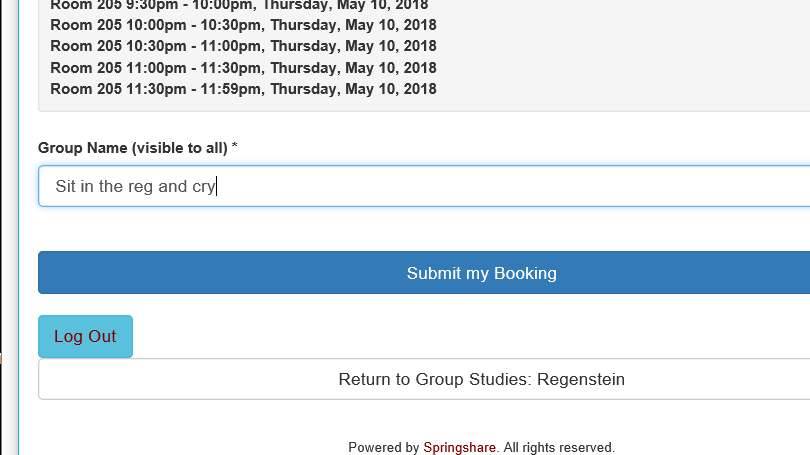 Room 205 9:30pm - 10:00pm, Thursday, May 10, 2018
Room 205 10:00pm - 10:30pm, Thursday, May 10, 2018
Room 205 10:30pm - 11:00pm, Thursday, May 10, 2018
Room 205 11:00pm - 11:30pm, Thursday, May 10, 2018
Room 205 11:30pm - 11:59pm, Thursday, May 10, 2018
Group Name (visible to all) *
Sit in the reg and cry
Submit my Booking
Log Out
Return to Group Studies: Regenstein
Powered by Springshare. All rights reserved.